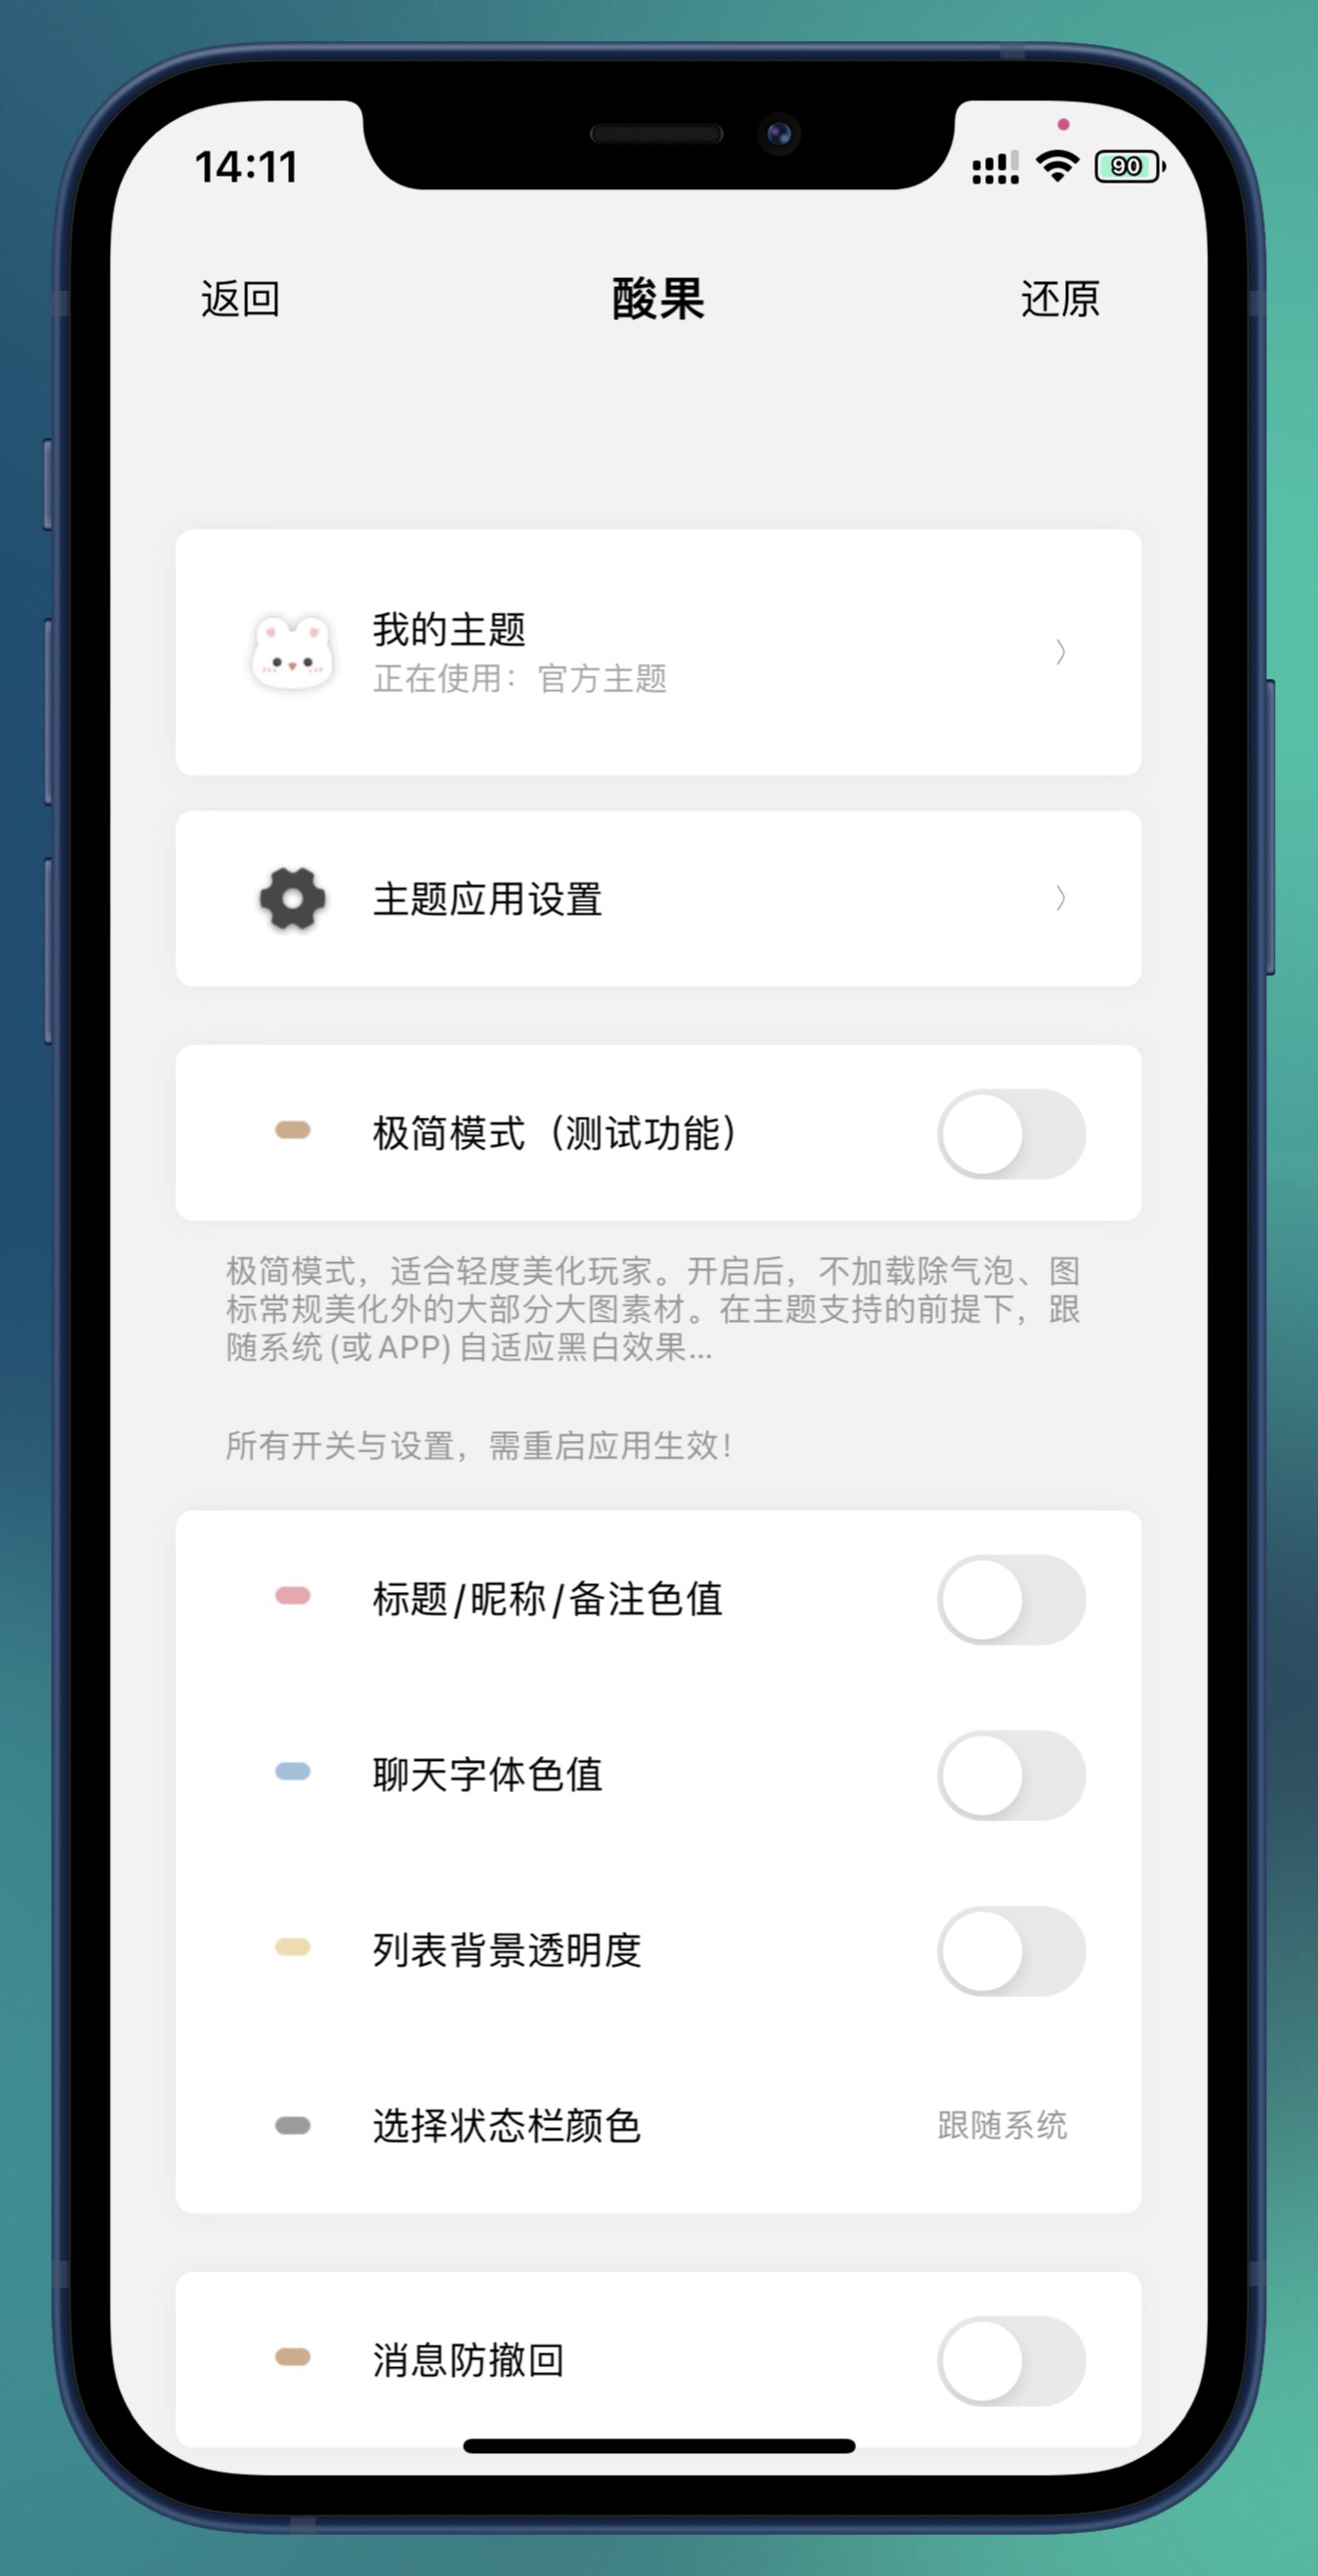 14:11
90
返回
酸果
还原
我的主题
正在使用：官方主题
主题应用设置
极简模式（测试功能）
极简模式，适合轻度美化玩家。开启后，不加载除气泡、图
标常规美化外的大部分大图素材。在主题支持的前提下，跟
随系统(或APP)自适应黑白效果...
所有开关与设置，需重启应用生效！
标题/昵称/备注色值
聊天字体色值
列表背景透明度
选择状态栏颜色
跟随系统
消息防撤回